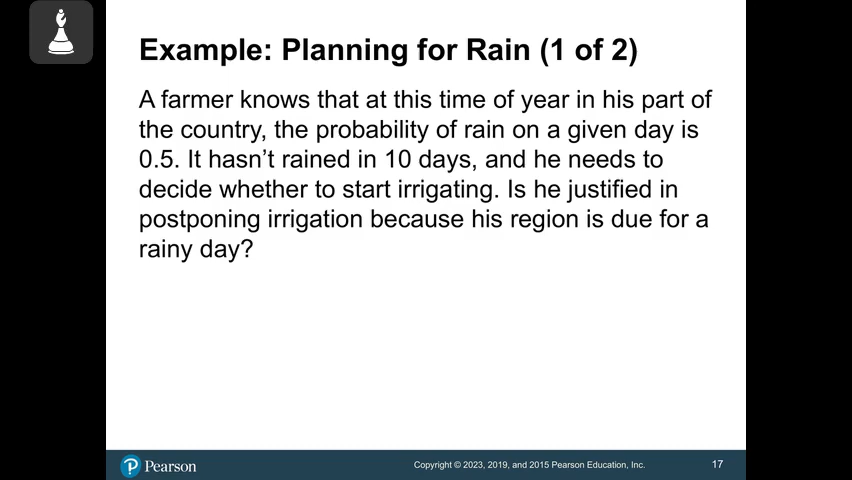 Example: Planning for Rain (1 of 2)
A farmer knows that at this time of year in his part of
the country, the probability of rain on a given day is
0.5. It hasn’t rained in 10 days, and he needs to
decide whether to start irrigating. Is he justified in
postponing irrigation because his region is due for a
rainy day?
Pearson
Copyright © 2023, 2019, and 2015 Pearson Education, Inc.
17